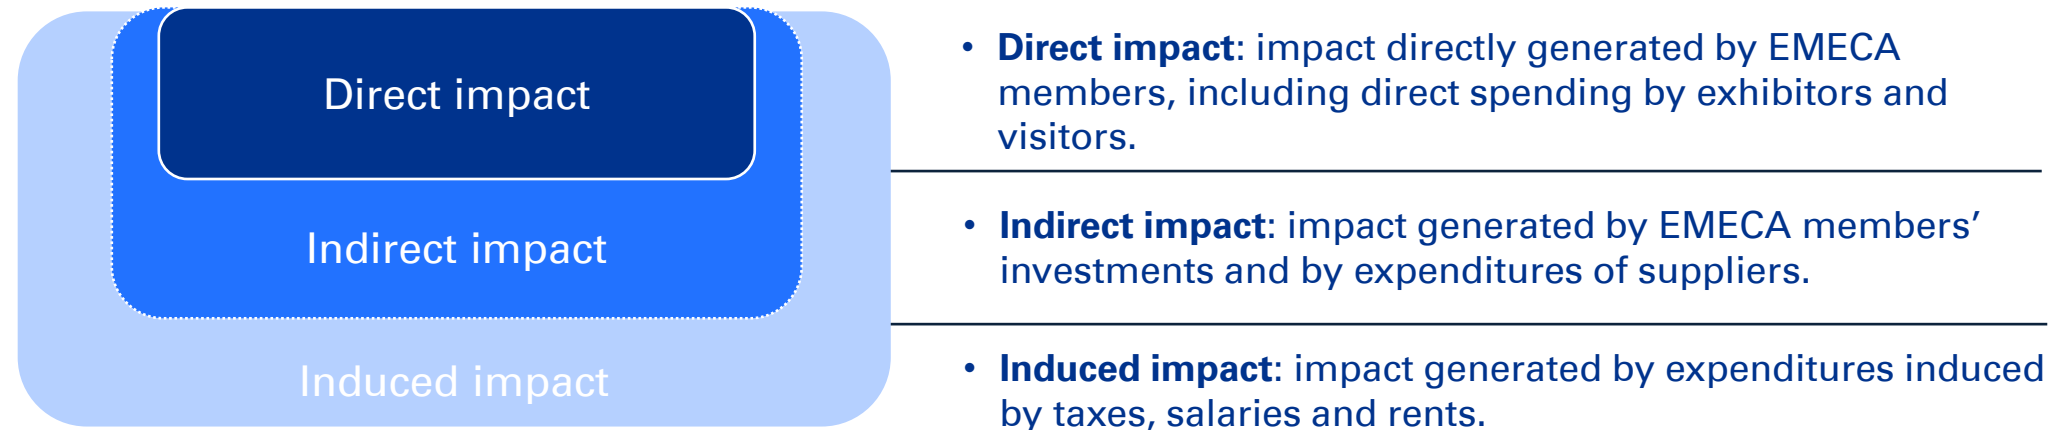 Direct impact
Indirect impact
Induced impact
• Direct impact: impact directly generated by EMECA
members, including direct spending by exhibitors and
visitors.
• Indirect impact: impact generated by EMECA members’
investments and by expenditures of suppliers.
• Induced impact: impact generated by expenditures induced
by taxes, salaries and rents.